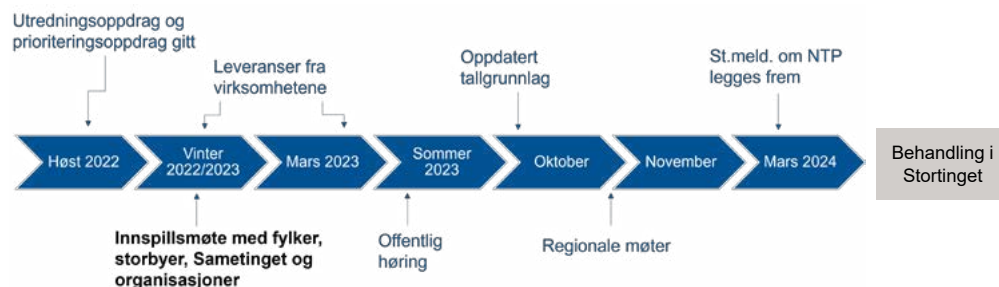 Utredningsoppdrag og
prioriteringsoppdrag gitt
Leveranser fra
virksomhetene
Oppdatert
tallgrunnlag
St.meld. om NTP
legges frem
Høst 2022
Vinter
2022/2023
Mars 2023
Sommer
2023
Oktober
November
Mars 2024
Behandling i
Stortinget
Innspillsmøte med fylker,
storbyer, Sametinget og
organisasjoner
Offentlig
høring
Regionale møter